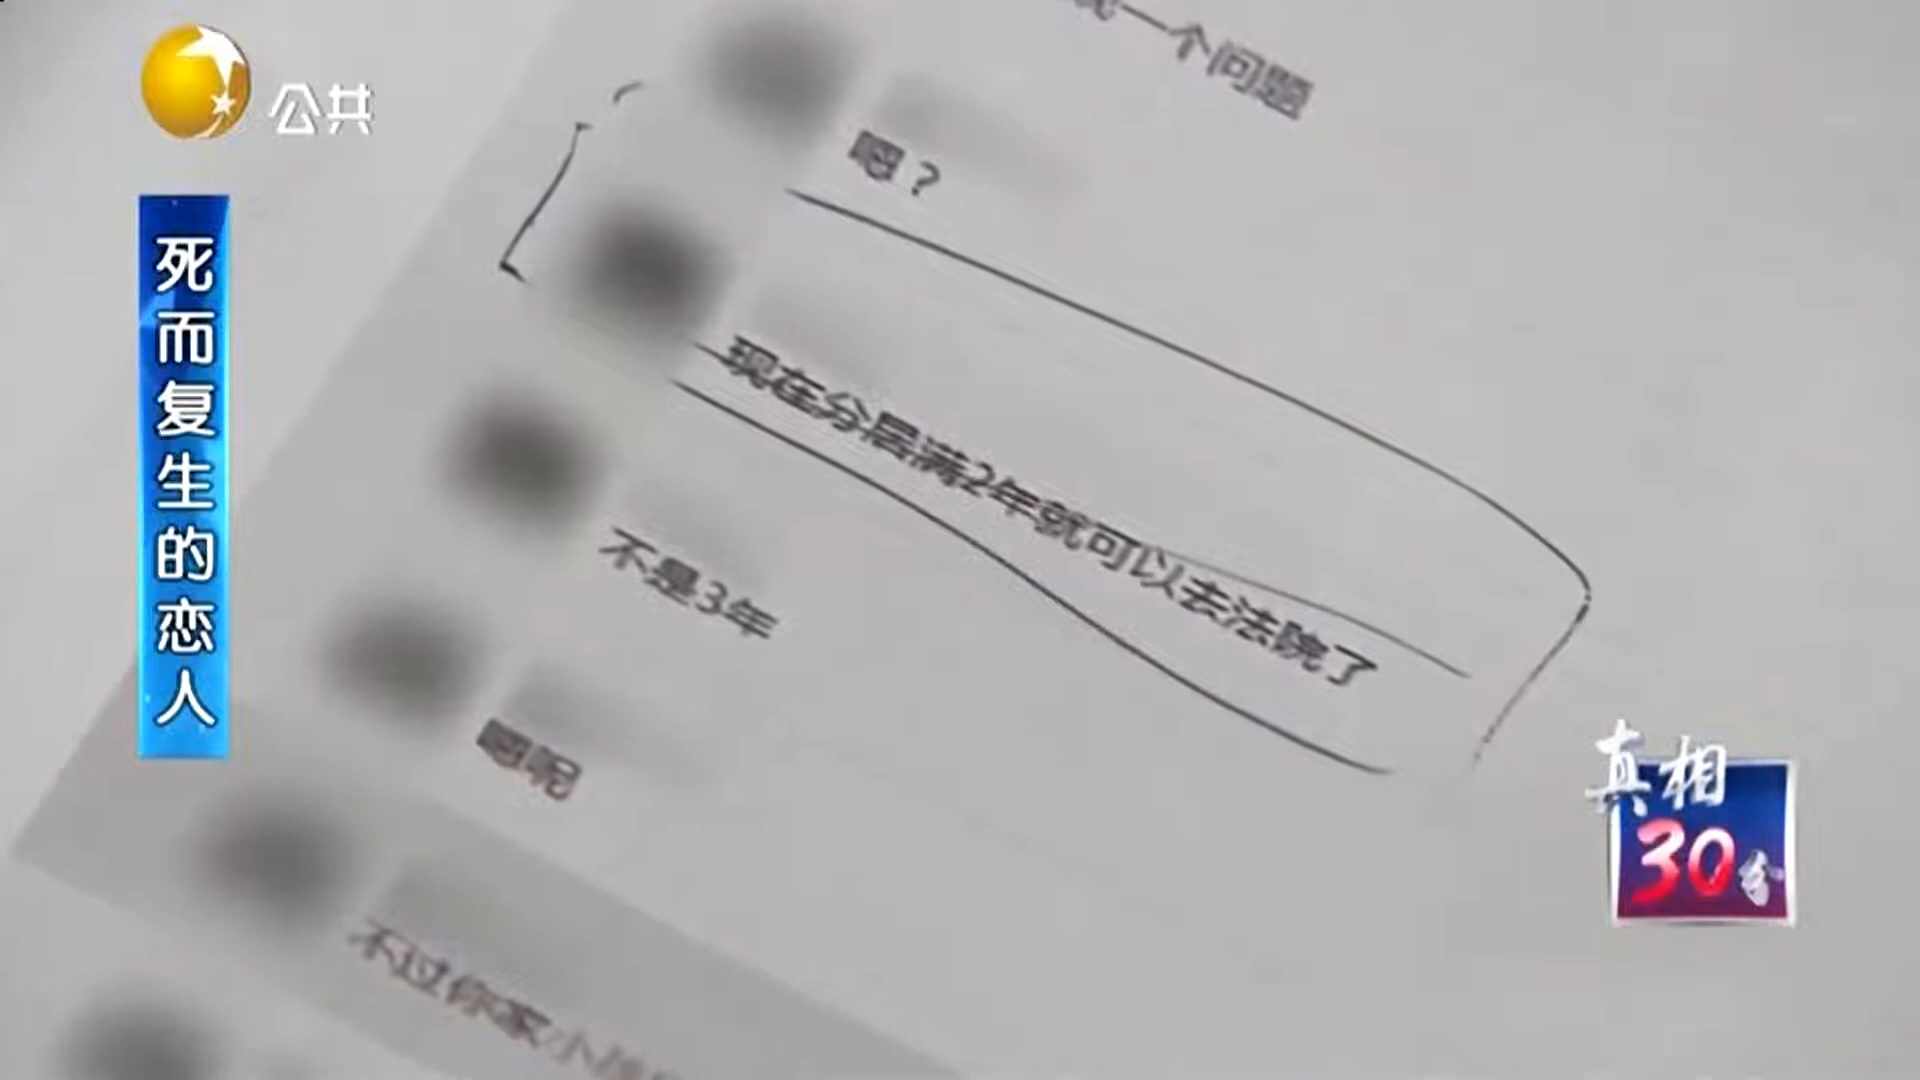 公共
死而复生的恋人
一个问题
嗯？
现在分居满2年就可以去法院了
不是3年
嗯呢
不过你家小
真相
30分